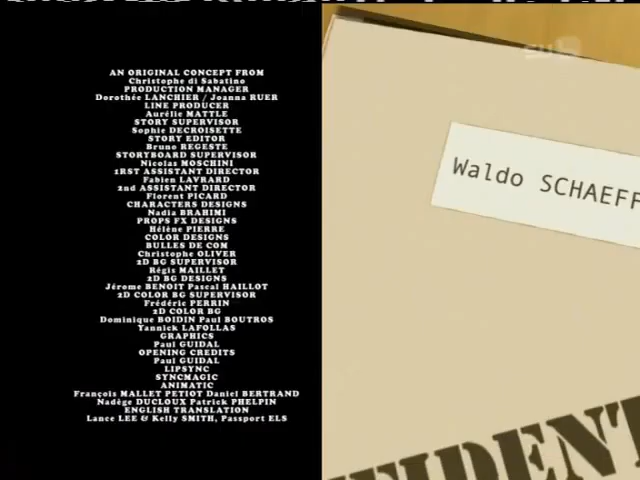 AN ORIGINAL CONCEPT FROM
Christophe di Sabatino
PRODUCTION MANAGER
Dorothée LANCHIER / Joanna RUER
LINE PRODUCER
Aurélie MATTLE
STORY SUPERVISOR
Sophie DECROISETTE
STORY EDITOR
Bruno REGESTE
STORYBOARD SUPERVISOR
Nicolas MOSCHINI
1RST ASSISTANT DIRECTOR
Fabien LAVRARD
2nd ASSISTANT DIRECTOR
Florent PICARD
CHARACTERS DESIGNS
Nadia BRAHIMI
PROPS FX DESIGNS
Hélène PIERRE
COLOR DESIGNS
BULLES DE COM
Christophe OLIVER
2D BG SUPERVISOR
Régis MAILLET
2D BG DESIGNS
Jérome BENOIT Pascal HAILLOT
2D COLOR BG SUPERVISOR
Frédéric PERRIN
2D COLOR BG
Dominique BOIDIN Paul BOUTROS
Yannick LAFOLLAS
GRAPHICS
Paul GUIDAL
OPENING CREDITS
Paul GUIDAL
LIPSYNC
SYNCMAGIC
ANIMATIC
François MALLET PETIOT Daniel BERTRAND
Nadège DUCLOUX Patrick PHELPIN
ENGLISH TRANSLATION
Lance LEE & Kelly SMITH, Passport ELS
Waldo SCHAEFF
FIDENT